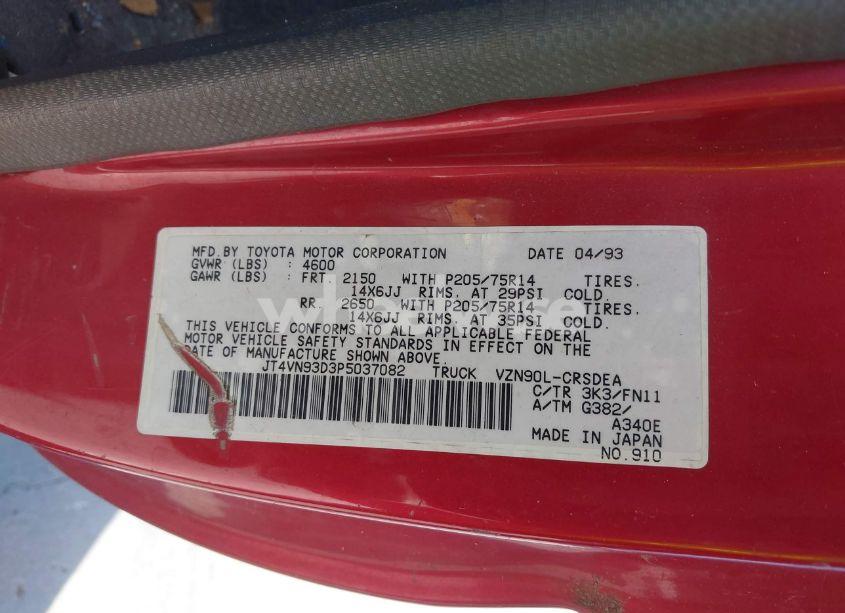 MFD.BY TOYOTA MOTOR CORPORATION DATE 04/93
GVWR (LBS) : 4600
GAWR (LBS) : FRT. 2150 WITH P205/75R14 TIRES.
14X6JJ RIMS. AT 29PSI COLD
RR. 2650 WITH P205/75R14 TIRES.
14X6JJ RIMS. AT 35PSI COLD.
THIS VEHICLE CONFORMS TO ALL APPLICABLE FEDERAL
MOTOR VEHICLE SAFETY STANDARDS IN EFFECT ON THE
DATE OF MANUFACTURE SHOWN ABOVE.
JT4VN93D3P5037082 TRUCK VZN90L-CRSDEA
C/TR 3K3/FN11
A/TM G382/
A340E
MADE IN JAPAN
NO.910